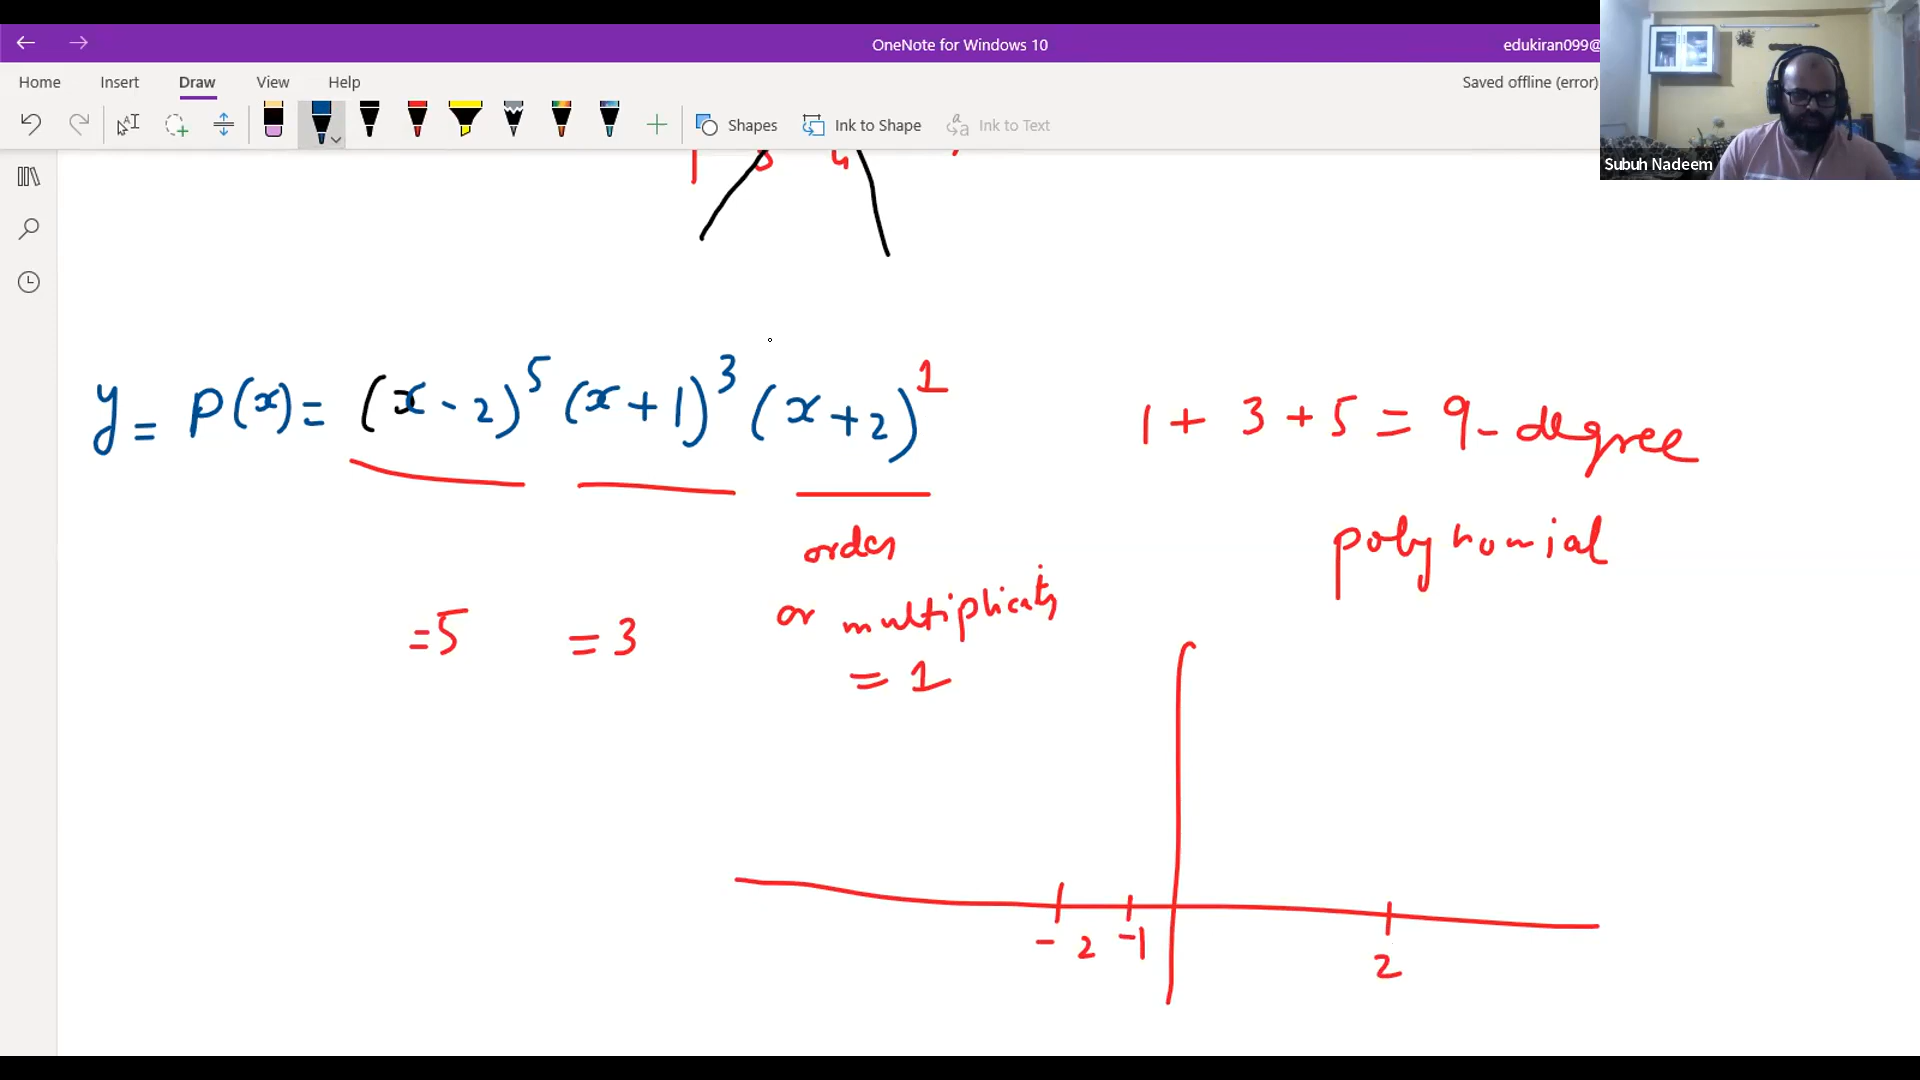 OneNote for Windows 10
edukiran099@
Home Insert Draw View Help
Saved offline (error)
Shapes Ink to Shape Ink to Text
Subuh Nadeem
y = P(x) = (x - 2)^5 (x + 1)^3 (x + 2)^1
1 + 3 + 5 = 9 - degree
polynomial
order
or multiplicity
= 5 = 3 = 1
- 2 -1 2